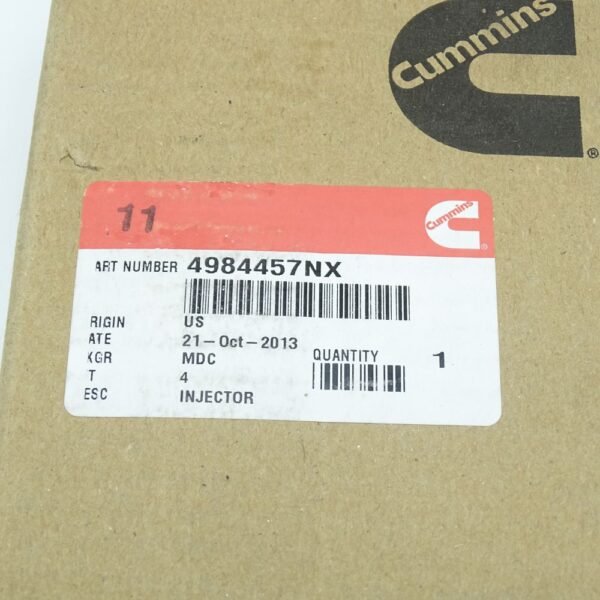 Cummins
®
11
Cummins
®
ART NUMBER 4984457NX
RIGIN US
ATE 21-Oct-2013
KGR MDC QUANTITY 1
T 4
ESC INJECTOR